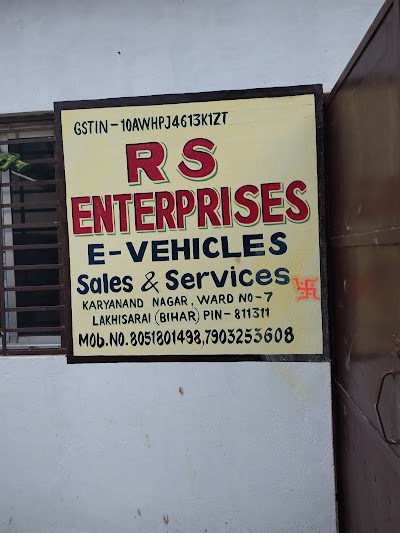 GSTIN-10AWHPJ4613K1ZT
RS
ENTERPRISES
E-VEHICLES
Sales & Services
KARYANAND NAGAR, WARD NO-7
LAKHISARAI (BIHAR) PIN-811311
MOB.NO.8051801498,7903253608